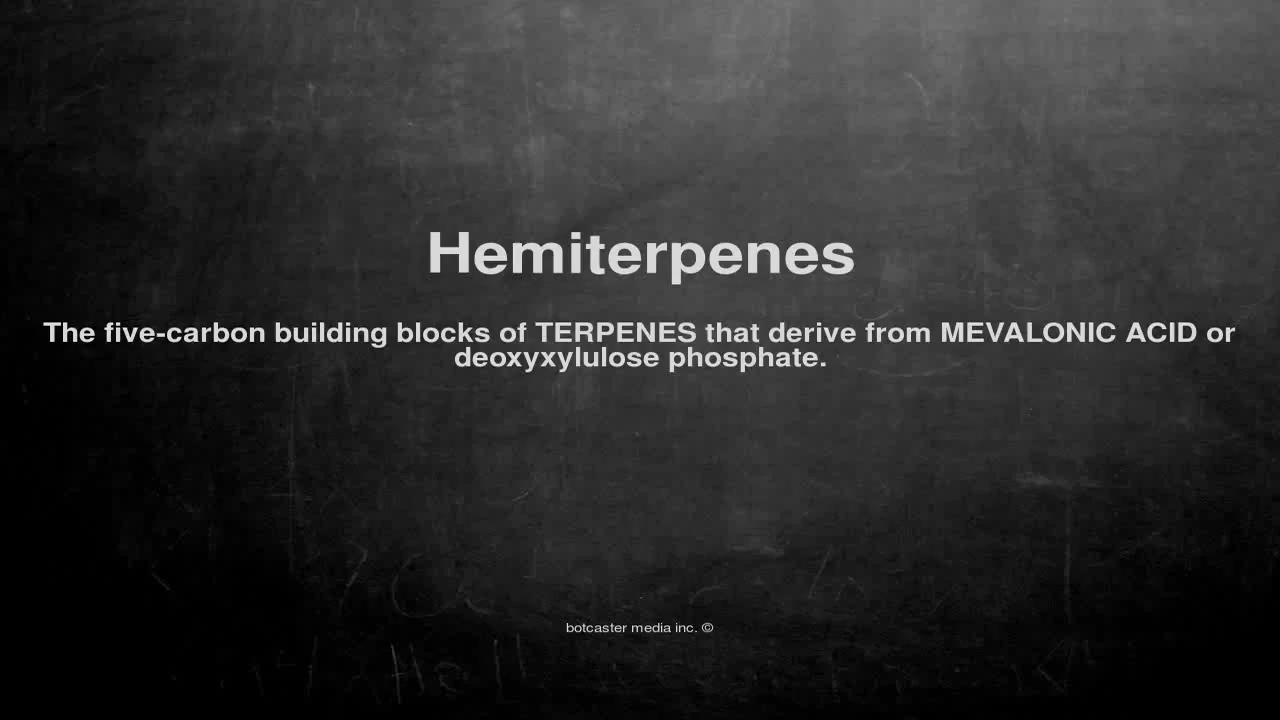 Hemiterpenes
The five-carbon building blocks of TERPENES that derive from MEVALONIC ACID or
deoxyxylulose phosphate.
botcaster media inc. ©